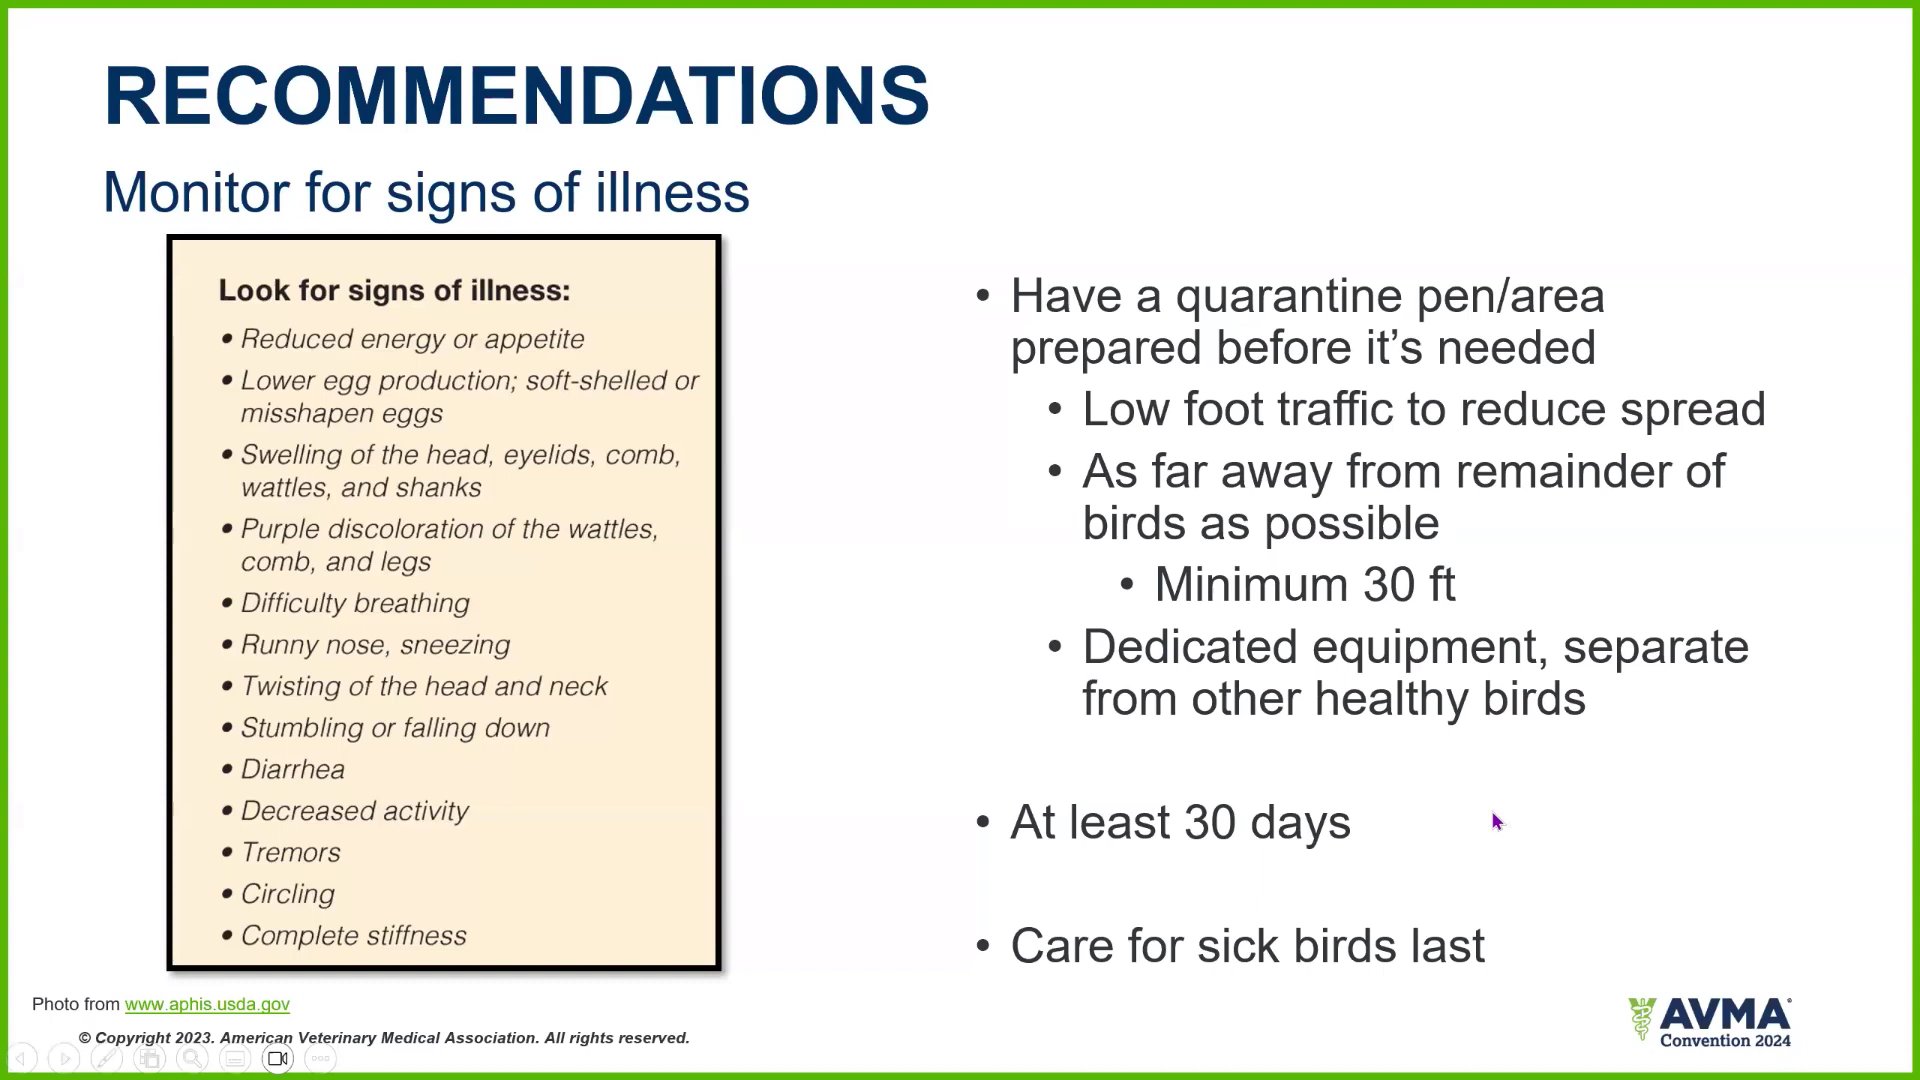 RECOMMENDATIONS
Monitor for signs of illness
Look for signs of illness:
• Reduced energy or appetite
• Lower egg production; soft-shelled or
misshapen eggs
• Swelling of the head, eyelids, comb,
wattles, and shanks
• Purple discoloration of the wattles,
comb, and legs
• Difficulty breathing
• Runny nose, sneezing
• Twisting of the head and neck
• Stumbling or falling down
• Diarrhea
• Decreased activity
• Tremors
• Circling
• Complete stiffness
• Have a quarantine pen/area
prepared before it’s needed
• Low foot traffic to reduce spread
• As far away from remainder of
birds as possible
• Minimum 30 ft
• Dedicated equipment, separate
from other healthy birds
• At least 30 days
• Care for sick birds last
Photo from www.aphis.usda.gov
© Copyright 2023. American Veterinary Medical Association. All rights reserved.
AVMA
Convention 2024